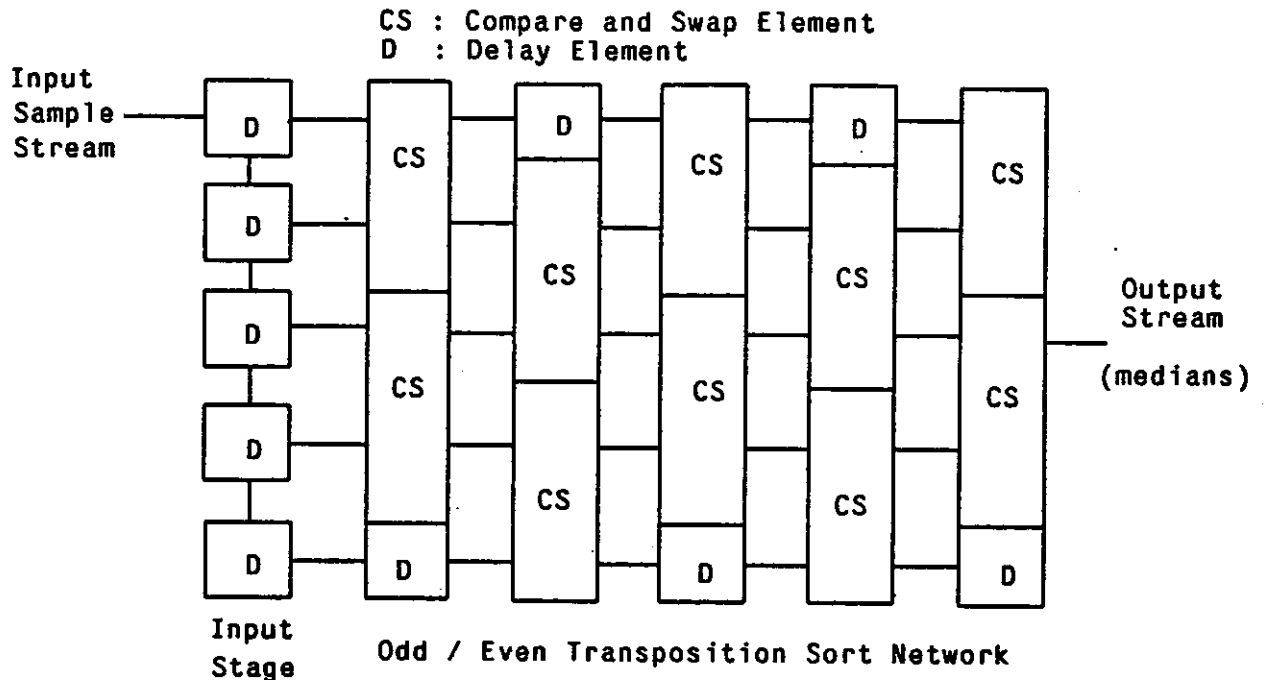 CS : Compare and Swap Element
D : Delay Element
Input
Sample
Stream
D
D
D
D
D
CS
CS
D
D
CS
CS
CS
CS
D
D
CS
CS
CS
CS
D
Output
Stream
(medians)
Input
Stage
Odd / Even Transposition Sort Network